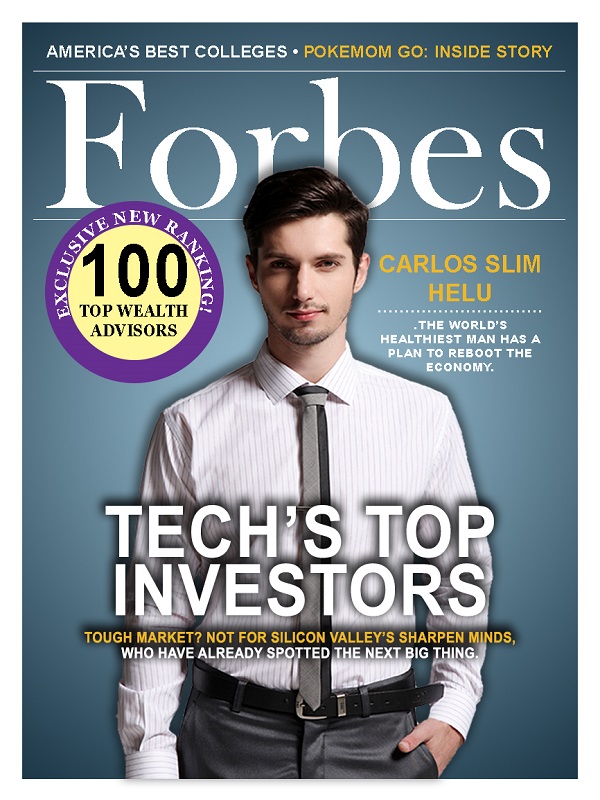 AMERICA'S BEST COLLEGES • POKEMOM GO: INSIDE STORY
Forbes
EXCLUSIVE NEW RANKING!
100
TOP WEALTH
ADVISORS
CARLOS SLIM
HELU
.THE WORLD'S
HEALTHIEST MAN HAS A
PLAN TO REBOOT THE
ECONOMY.
TECH'S TOP
INVESTORS
TOUGH MARKET? NOT FOR SILICON VALLEY'S SHARPEN MINDS,
WHO HAVE ALREADY SPOTTED THE NEXT BIG THING.